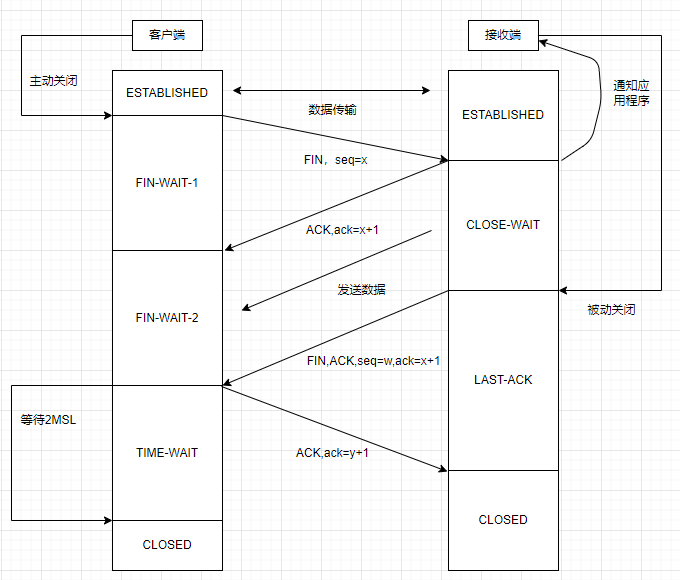 客户端
接收端
主动关闭
通知应
用程序
ESTABLISHED
数据传输
ESTABLISHED
FIN，seq=x
FIN-WAIT-1
ACK,ack=x+1
CLOSE-WAIT
发送数据
被动关闭
FIN-WAIT-2
FIN,ACK,seq=w,ack=x+1
LAST-ACK
等待2MSL
TIME-WAIT
ACK,ack=y+1
CLOSED
CLOSED